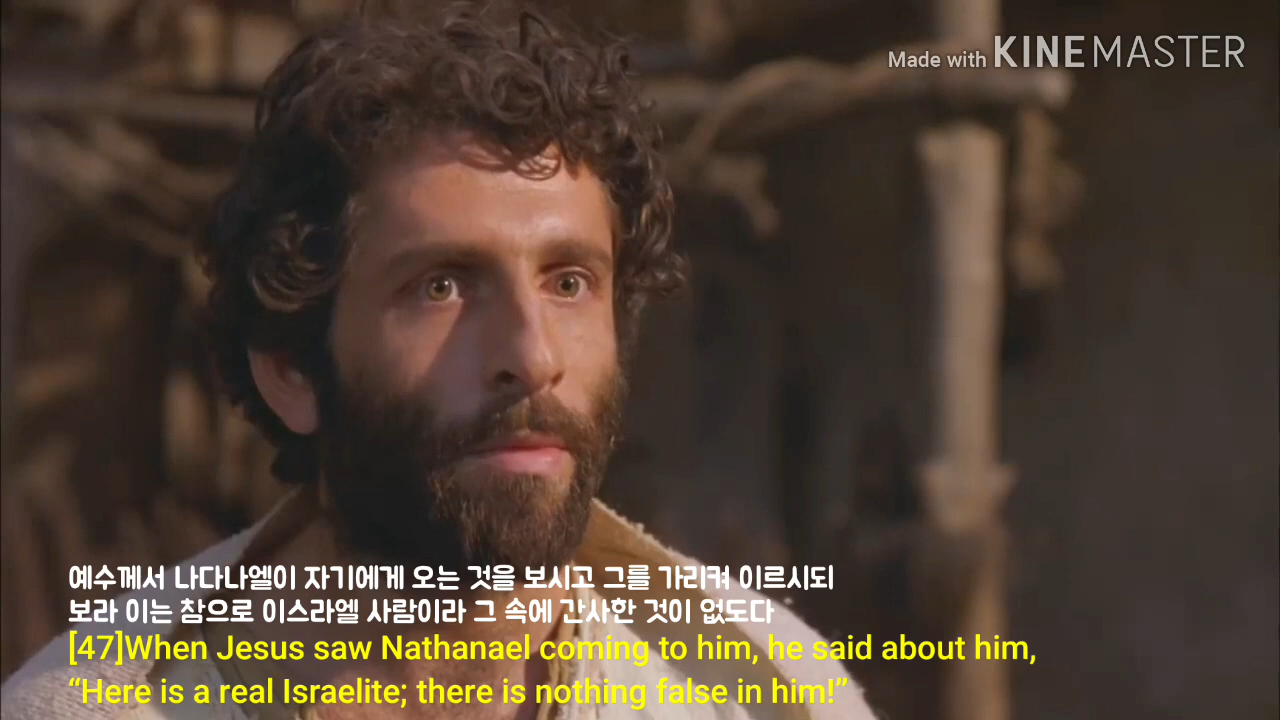 Made with KINEMASTER
예수께서 나다나엘이 자기에게 오는 것을 보시고 그를 가리켜 이르시되
보라 이는 참으로 이스라엘 사람이라 그 속에 간사한 것이 없도다
[47]When Jesus saw Nathanael coming to him, he said about him,
“Here is a real Israelite; there is nothing false in him!”